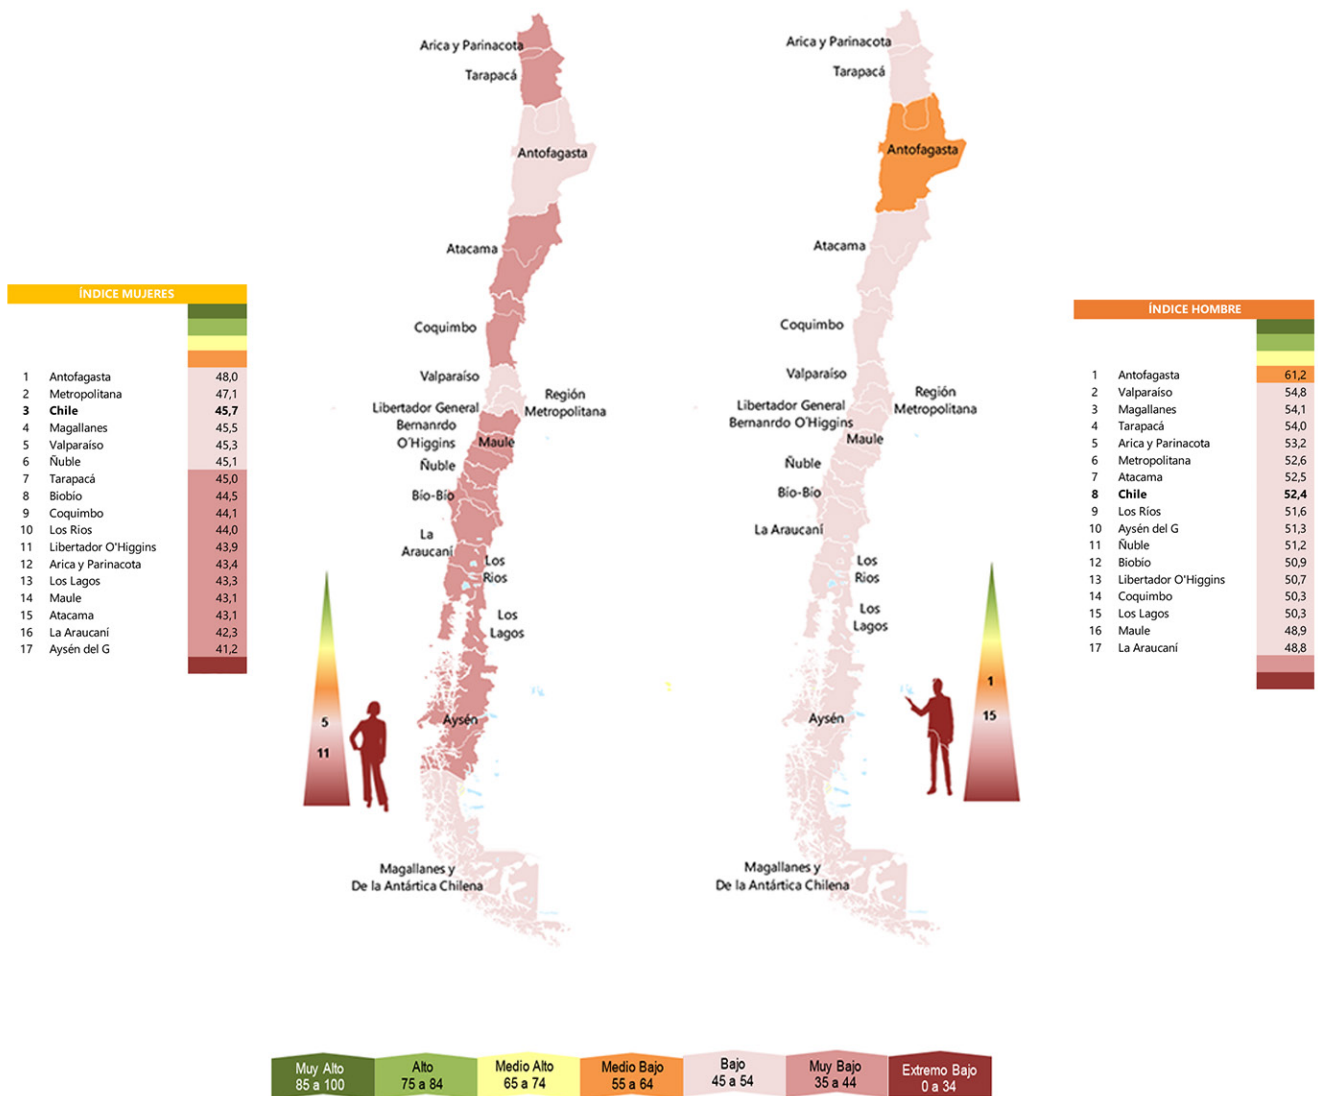 ÍNDICE MUJERES
1 Antofagasta 48,0
2 Metropolitana 47,1
3 Chile 45,7
4 Magallanes 45,5
5 Valparaíso 45,3
6 Ñuble 45,1
7 Tarapacá 45,0
8 Biobío 44,5
9 Coquimbo 44,1
10 Los Rios 44,0
11 Libertador O'Higgins 43,9
12 Arica y Parinacota 43,4
13 Los Lagos 43,3
14 Maule 43,1
15 Atacama 43,1
16 La Araucaní 42,3
17 Aysén del G 41,2
5
11
Arica y Parinacota
Tarapacá
Antofagasta
Atacama
Coquimbo
Valparaíso
Región
Metropolitana
Libertador General
Bernanrdo
O´Higgins
Maule
Ñuble
Bío-Bío
La
Araucaní
Los
Rios
Los
Lagos
Aysén
Magallanes y
De la Antártica Chilena
Arica y Parinacota
Tarapacá
Antofagasta
Atacama
Coquimbo
Valparaíso
Región
Metropolitana
Libertador General
Bernanrdo O´Higgins
Maule
Ñuble
Bío-Bío
La Araucaní
Los
Rios
Los
Lagos
Aysén
Magallanes y
De la Antártica Chilena
1
15
ÍNDICE HOMBRE
1 Antofagasta 61,2
2 Valparaíso 54,8
3 Magallanes 54,1
4 Tarapacá 54,0
5 Arica y Parinacota 53,2
6 Metropolitana 52,6
7 Atacama 52,5
8 Chile 52,4
9 Los Ríos 51,6
10 Aysén del G 51,3
11 Ñuble 51,2
12 Biobío 50,9
13 Libertador O'Higgins 50,7
14 Coquimbo 50,3
15 Los Lagos 50,3
16 Maule 48,9
17 La Araucaní 48,8
Muy Alto
85 a 100
Alto
75 a 84
Medio Alto
65 a 74
Medio Bajo
55 a 64
Bajo
45 a 54
Muy Bajo
35 a 44
Extremo Bajo
0 a 34